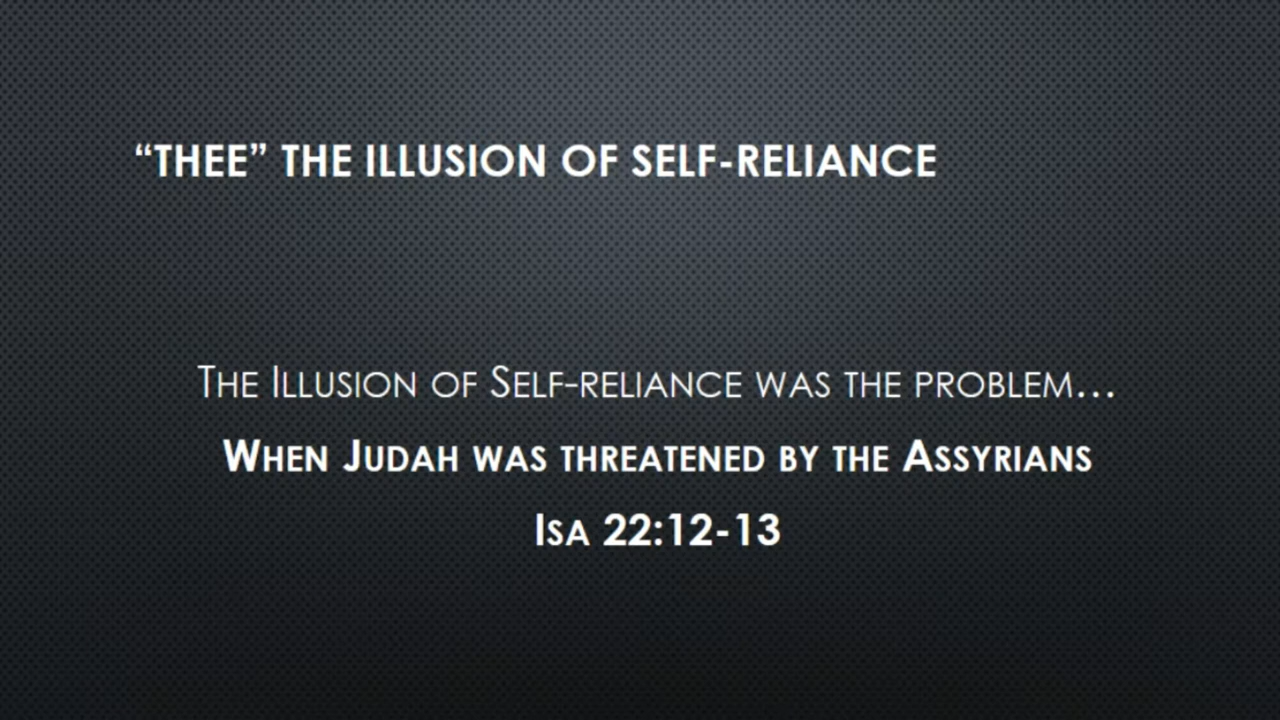 “THEE” THE ILLUSION OF SELF-RELIANCE
The Illusion of Self-reliance was the problem…
When Judah was threatened by the Assyrians
Isa 22:12-13